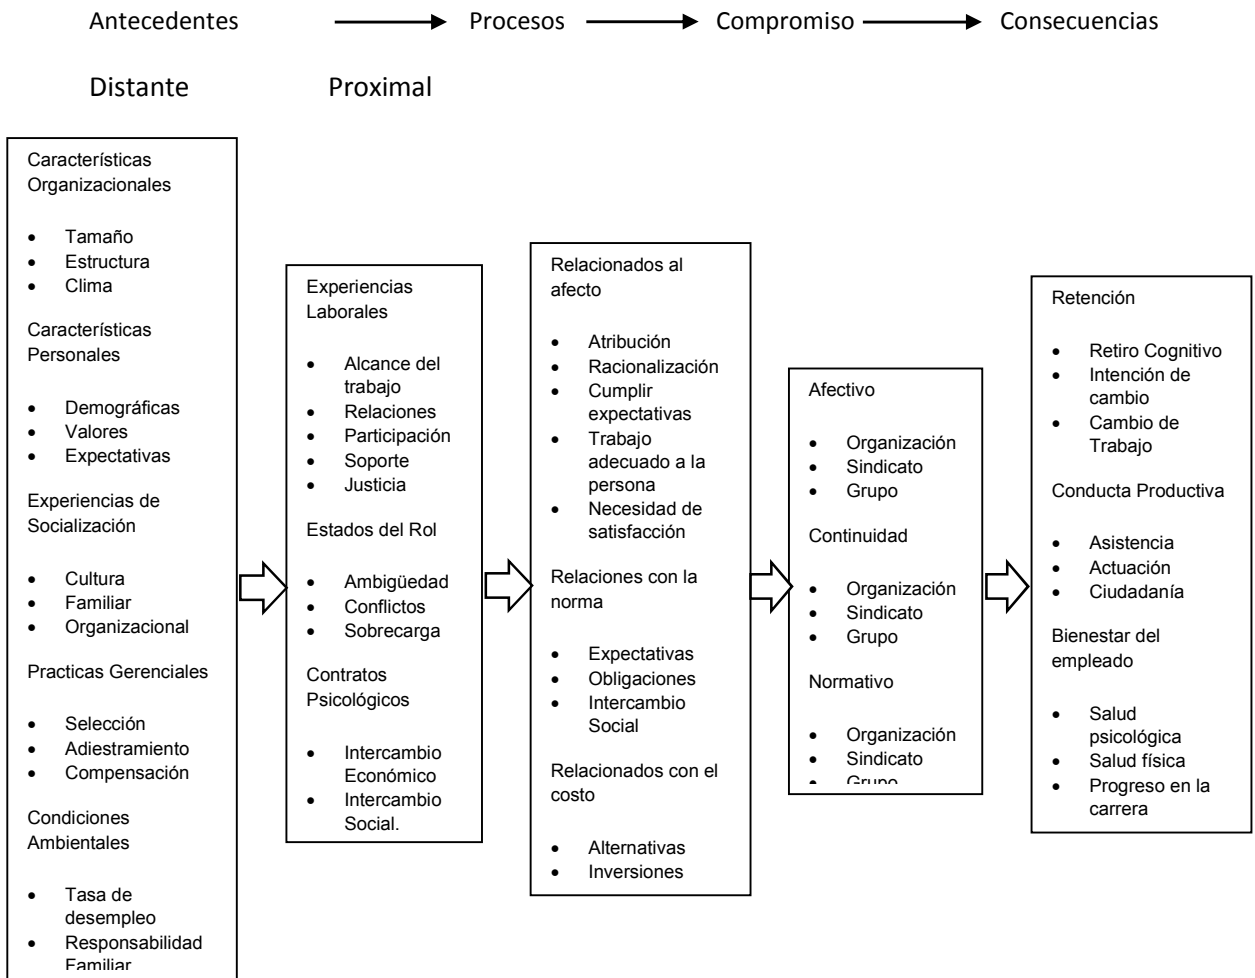 Antecedentes Procesos Compromiso Consecuencias
Distante Proximal
Características
Organizacionales
• Tamaño
• Estructura
• Clima
Características
Personales
• Demográficas
• Valores
• Expectativas
Experiencias de
Socialización
• Cultura
• Familiar
• Organizacional
Practicas Gerenciales
• Selección
• Adiestramiento
• Compensación
Condiciones
Ambientales
• Tasa de
desempleo
• Responsabilidad
Familiar
Experiencias
Laborales
• Alcance del
trabajo
• Relaciones
• Participación
• Soporte
• Justicia
Estados del Rol
• Ambigüedad
• Conflictos
• Sobrecarga
Contratos
Psicológicos
• Intercambio
Económico
• Intercambio
Social.
Relacionados al
afecto
• Atribución
• Racionalización
• Cumplir
expectativas
• Trabajo
adecuado a la
persona
• Necesidad de
satisfacción
Relaciones con la
norma
• Expectativas
• Obligaciones
• Intercambio
Social
Relacionados con el
costo
• Alternativas
• Inversiones
Afectivo
• Organización
• Sindicato
• Grupo
Continuidad
• Organización
• Sindicato
• Grupo
Normativo
• Organización
• Sindicato
• Grupo
Retención
• Retiro Cognitivo
• Intención de
cambio
• Cambio de
Trabajo
Conducta Productiva
• Asistencia
• Actuación
• Ciudadanía
Bienestar del
empleado
• Salud
psicológica
• Salud física
• Progreso en la
carrera